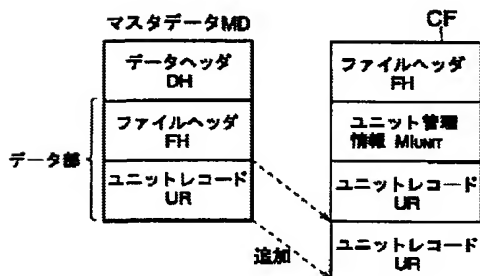 マスタデータMD
データヘッダ
DH
ファイルヘッダ
FH
ユニットレコード
UR
データ部
追加
CF
ファイルヘッダ
FH
ユニット管理
情報 MIUNIT
ユニットレコード
UR
ユニットレコード
UR